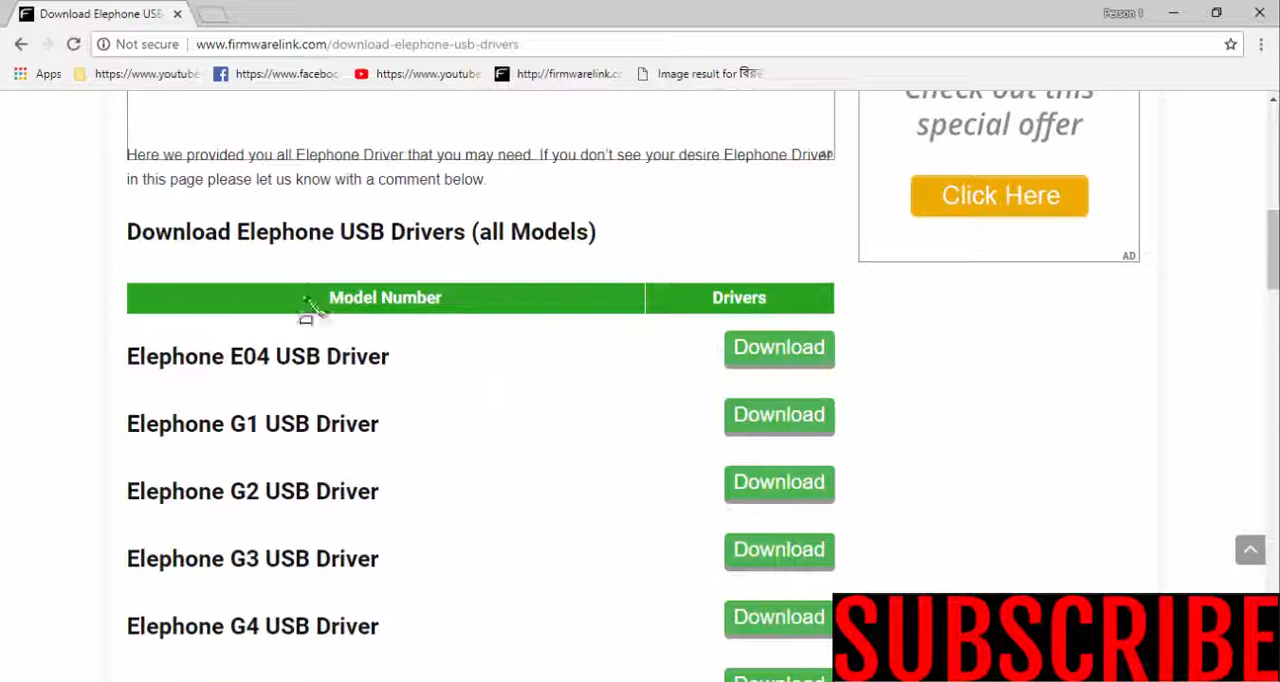 Download Elephone USB
Person 1
Not secure
www.firmwarelink.com/download-elephone-usb-drivers
Apps
https://www.youtube
https://www.faceboo
https://www.youtube
http://firmwarelink.c
Image result for
Check out this
special offer
Click Here
AD
Here we provided you all Elephone Driver that you may need. If you don't see your desire Elephone Driver
AD
in this page please let us know with a comment below.
Download Elephone USB Drivers (all Models)
Model Number Drivers
Elephone E04 USB Driver Download
Elephone G1 USB Driver Download
Elephone G2 USB Driver Download
Elephone G3 USB Driver Download
Elephone G4 USB Driver Download
SUBSCRIBE